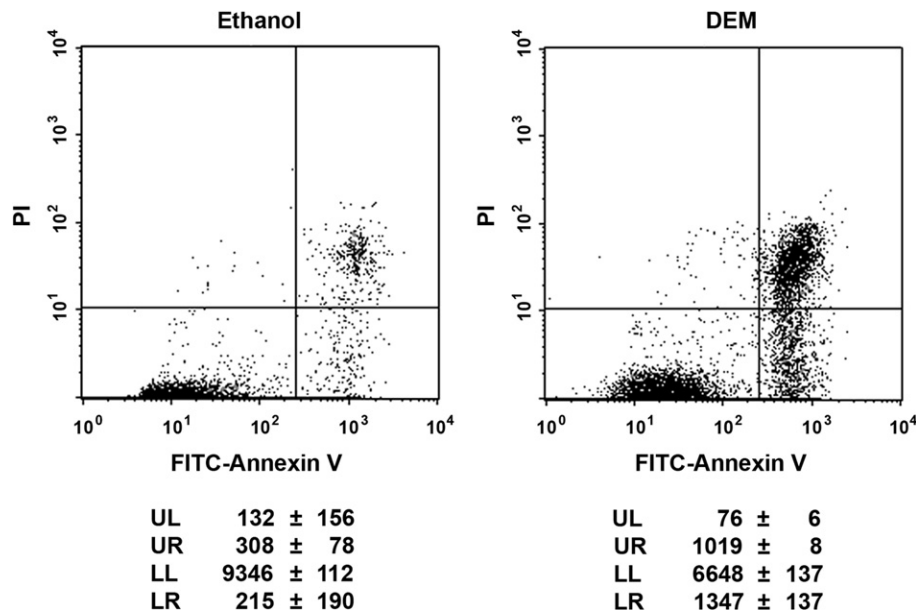 Ethanol
DEM
10^4
10^3
10^2
10^1
PI
10^0 10^1 10^2 10^3 10^4
FITC-Annexin V
10^4
10^3
10^2
10^1
PI
10^0 10^1 10^2 10^3 10^4
FITC-Annexin V
UL 132 ± 156
UR 308 ± 78
LL 9346 ± 112
LR 215 ± 190
UL 76 ± 6
UR 1019 ± 8
LL 6648 ± 137
LR 1347 ± 137